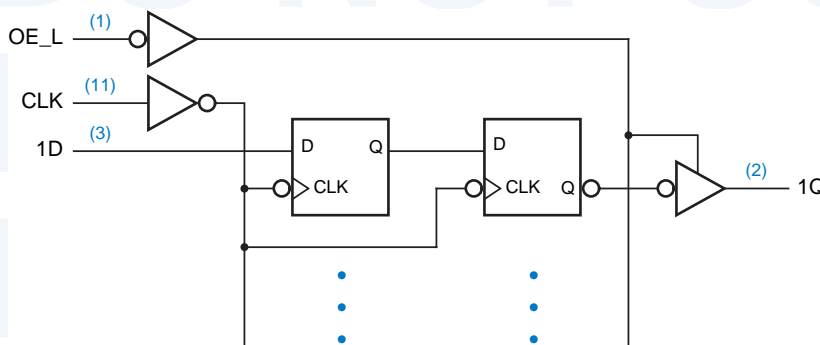 OE_L (1)
CLK (11)
1D (3)
D Q
CLK
D
CLK Q
(2) 1Q